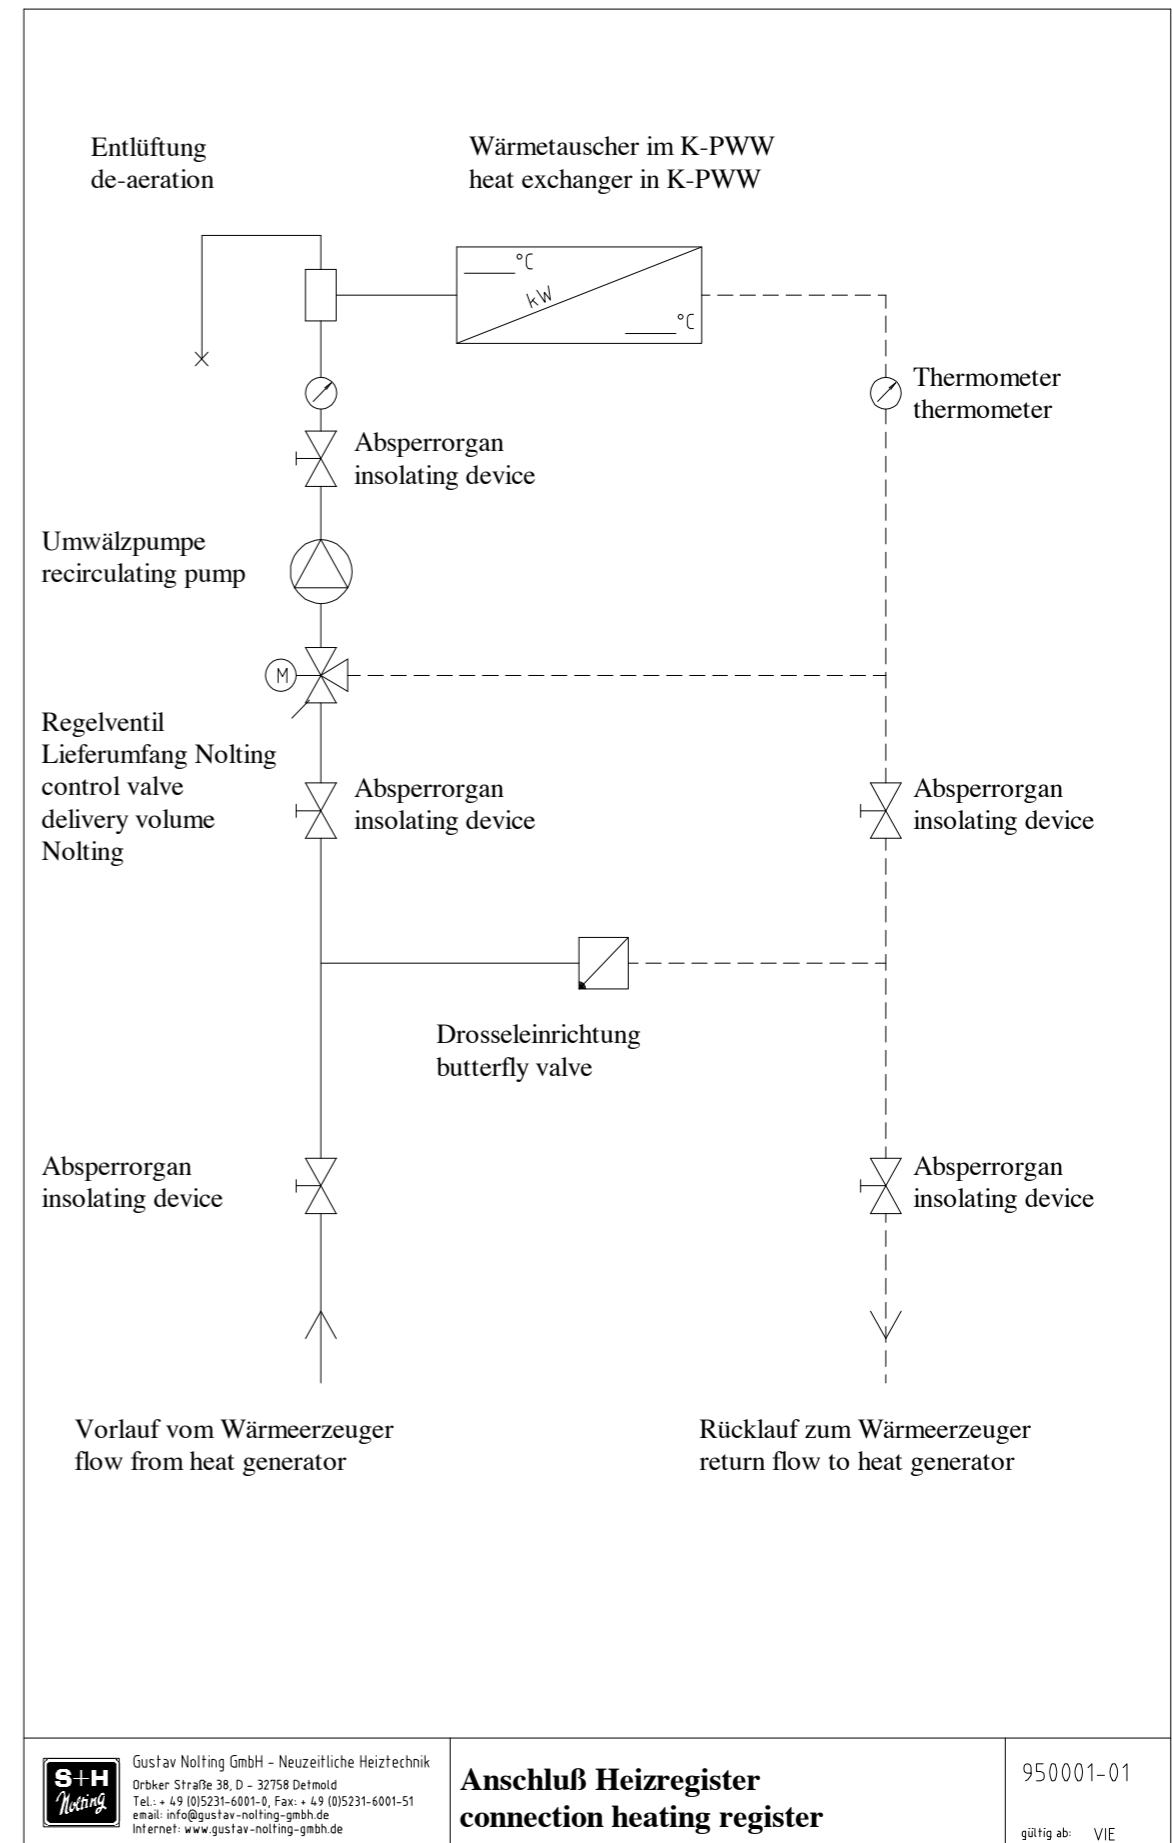 Entlüftung
de-aeration
Wärmetauscher im K-PWW
heat exchanger in K-PWW
°C
kW
°C
Thermometer
thermometer
Absperrorgan
insolating device
Umwälzpumpe
recirculating pump
M
Regelventil
Lieferumfang Nolting
control valve
delivery volume
Nolting
Absperrorgan
insolating device
Absperrorgan
insolating device
Drosseleinrichtung
butterfly valve
Absperrorgan
insolating device
Absperrorgan
insolating device
Vorlauf vom Wärmeerzeuger
flow from heat generator
Rücklauf zum Wärmeerzeuger
return flow to heat generator
S+H
Nolting
Gustav Nolting GmbH - Neuzeitliche Heiztechnik
Orbker Straße 38, D - 32758 Detmold
Tel.: + 49 (0)5231-6001-0, Fax: + 49 (0)5231-6001-51
email: info@gustav-nolting-gmbh.de
Internet: www.gustav-nolting-gmbh.de
Anschluß Heizregister
connection heating register
950001-01
gültig ab: VIE